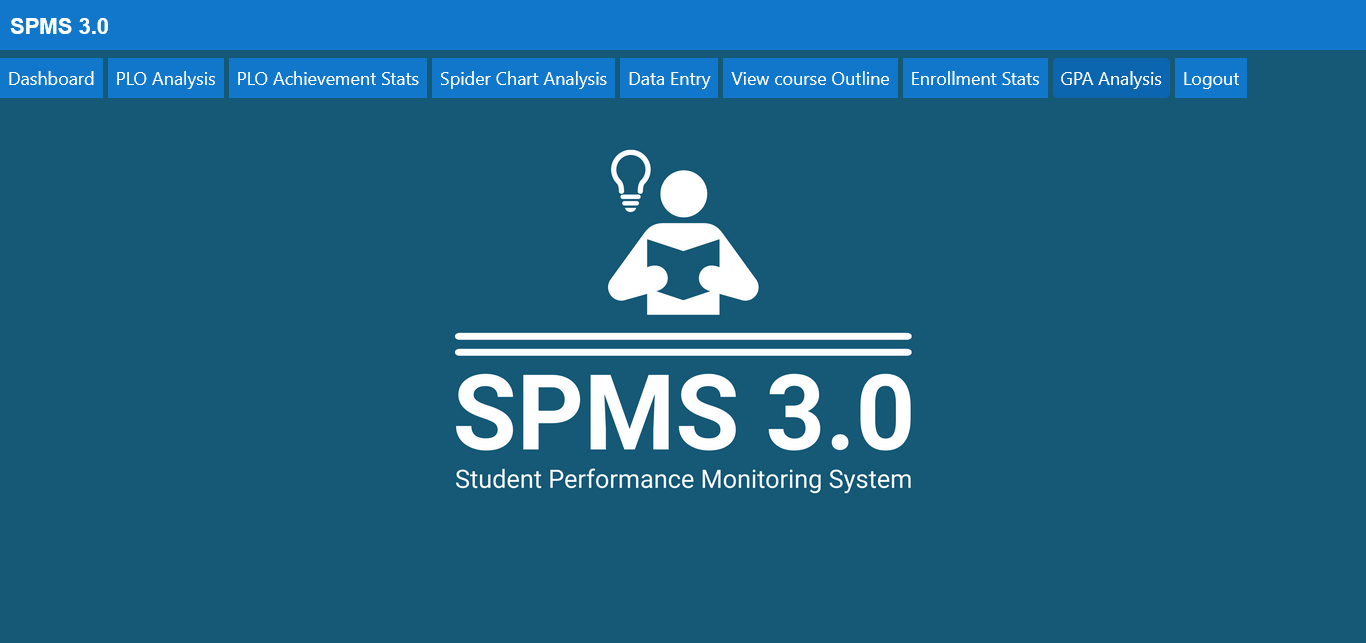 SPMS 3.0
Dashboard PLO Analysis PLO Achievement Stats Spider Chart Analysis Data Entry View course Outline Enrollment Stats GPA Analysis Logout
SPMS 3.0
Student Performance Monitoring System